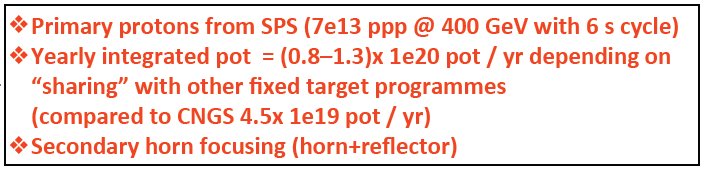 ❖Primary protons from SPS (7e13 ppp @ 400 GeV with 6 s cycle)
❖Yearly integrated pot = (0.8–1.3)x 1e20 pot / yr depending on
“sharing” with other fixed target programmes
(compared to CNGS 4.5x 1e19 pot / yr)
❖Secondary horn focusing (horn+reflector)